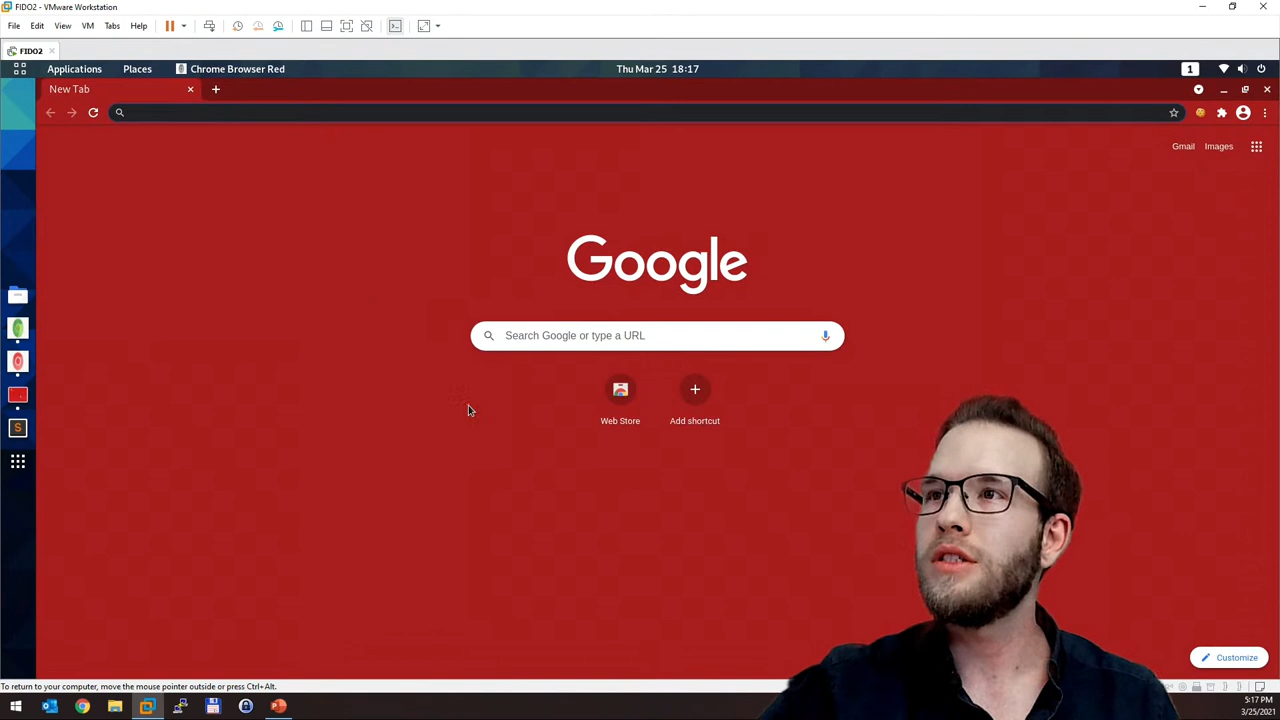 FIDO2 - VMware Workstation
File Edit View VM Tabs Help
FIDO2
Applications Places Chrome Browser Red Thu Mar 25 18:17 1
New Tab
Gmail Images
Google
Search Google or type a URL
Web Store Add shortcut
S
Customize
To return to your computer, move the mouse pointer outside or press Ctrl+Alt.
5:17 PM
3/25/2021